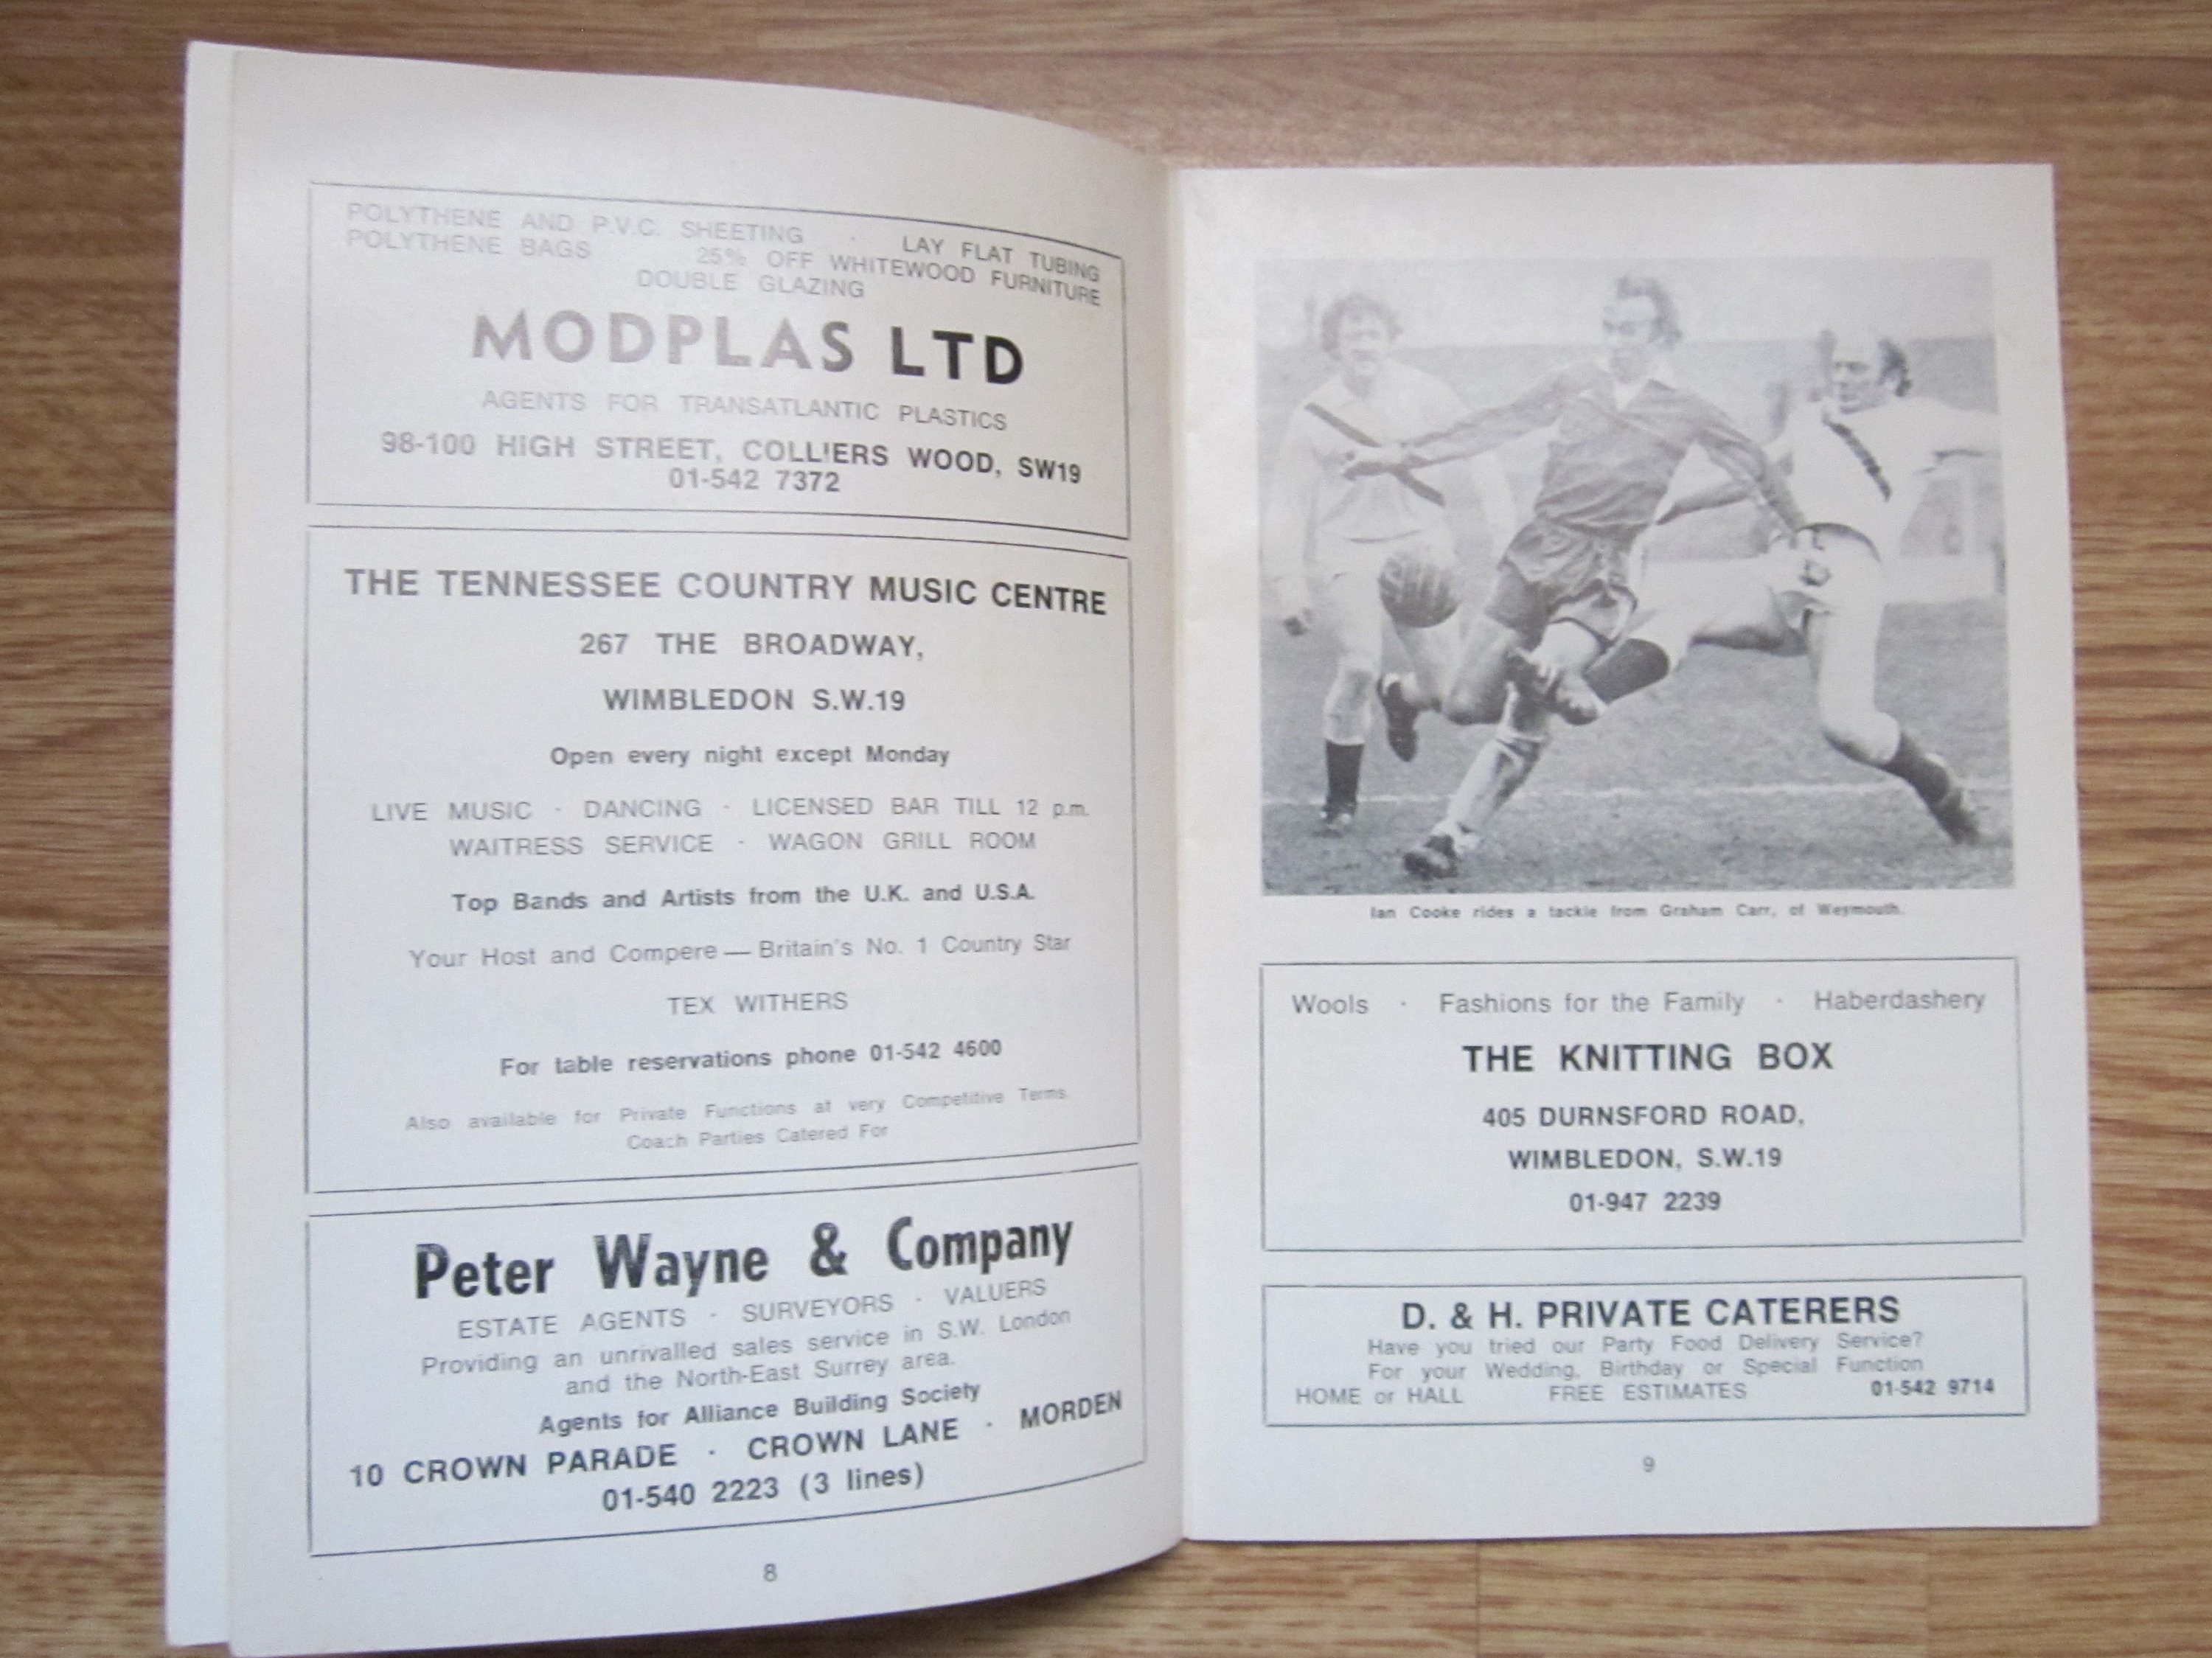 POLYTHENE AND P.V.C. SHEETING · LAY FLAT TUBING
POLYTHENE BAGS 25% OFF WHITEWOOD FURNITURE
DOUBLE GLAZING
MODPLAS LTD
AGENTS FOR TRANSATLANTIC PLASTICS
98-100 HIGH STREET, COLLIERS WOOD, SW19
01-542 7372
THE TENNESSEE COUNTRY MUSIC CENTRE
267 THE BROADWAY,
WIMBLEDON S.W.19
Open every night except Monday
LIVE MUSIC · DANCING · LICENSED BAR TILL 12 p.m.
WAITRESS SERVICE · WAGON GRILL ROOM
Top Bands and Artists from the U.K. and U.S.A.
Your Host and Compere — Britain's No. 1 Country Star
TEX WITHERS
For table reservations phone 01-542 4600
Also available for Private Functions at very Competitive Terms.
Coach Parties Catered For
Peter Wayne & Company
ESTATE AGENTS · SURVEYORS · VALUERS
Providing an unrivalled sales service in S.W. London
and the North-East Surrey area.
Agents for Alliance Building Society
10 CROWN PARADE · CROWN LANE · MORDEN
01-540 2223 (3 lines)
8
Ian Cooke rides a tackle from Graham Carr, of Weymouth.
Wools · Fashions for the Family · Haberdashery
THE KNITTING BOX
405 DURNSFORD ROAD,
WIMBLEDON, S.W.19
01-947 2239
D. & H. PRIVATE CATERERS
Have you tried our Party Food Delivery Service?
For your Wedding, Birthday or Special Function
HOME or HALL FREE ESTIMATES 01-542 9714
9